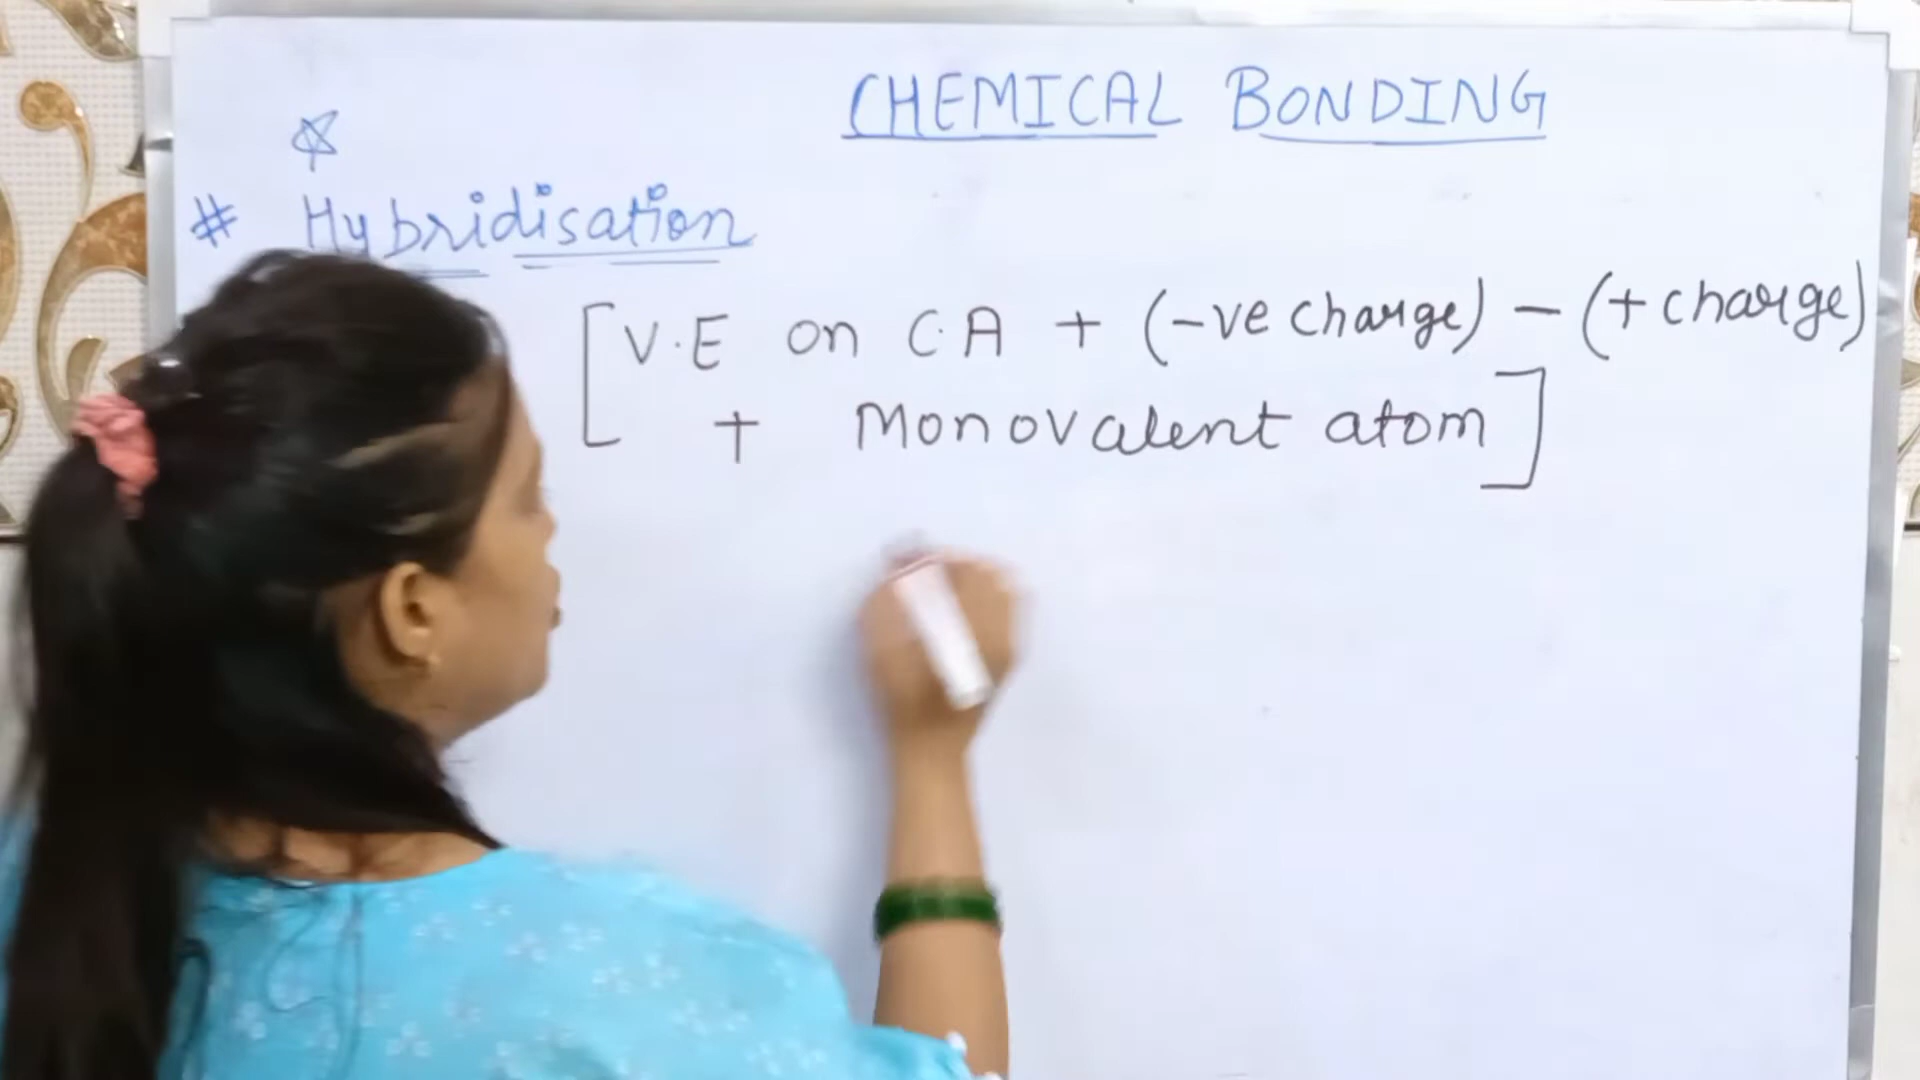 CHEMICAL BONDING
# Hybridisation
[V.E on C.A + (-ve charge) - (+ charge)
+ Monovalent atom]